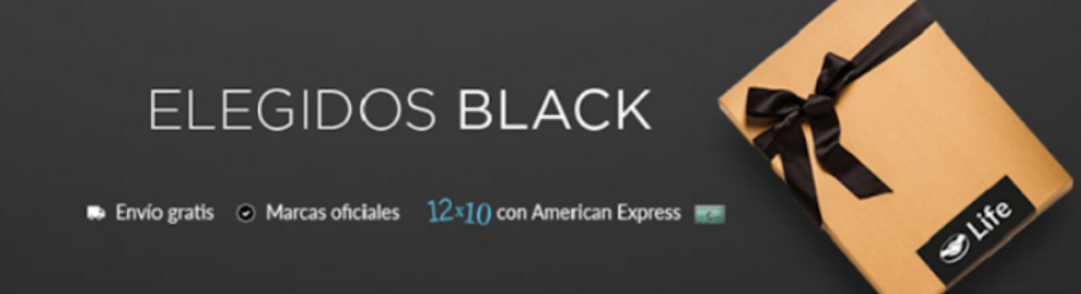 ELEGIDOS BLACK
Envío gratis
Marcas oficiales
12x10 con American Express
Life